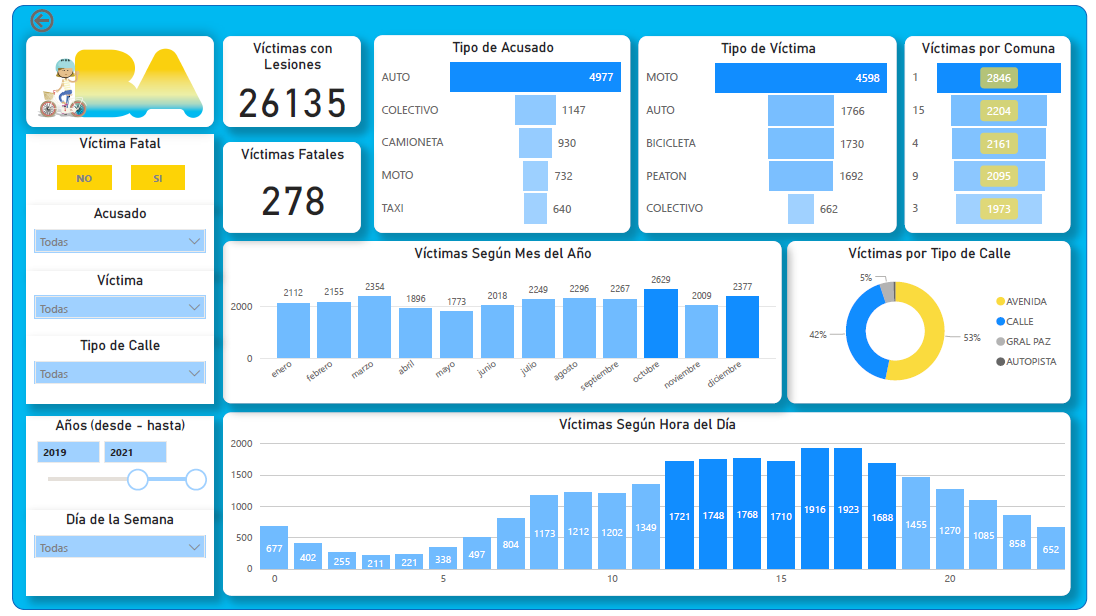 BA
Víctima Fatal
NO SI
Acusado
Todas
Víctima
Todas
Tipo de Calle
Todas
Años (desde - hasta)
2019 2021
Día de la Semana
Todas
Víctimas con
Lesiones
26135
Víctimas Fatales
278
Tipo de Acusado
AUTO 4977
COLECTIVO 1147
CAMIONETA 930
MOTO 732
TAXI 640
Tipo de Víctima
MOTO 4598
AUTO 1766
BICICLETA 1730
PEATON 1692
COLECTIVO 662
Víctimas por Comuna
1 2846
15 2204
4 2161
9 2095
3 1973
Víctimas Según Mes del Año
2112 2155 2354 1896 1773 2018 2249 2296 2267 2629 2009 2377
2000
0
enero febrero marzo abril mayo junio julio agosto septiembre octubre noviembre diciembre
Víctimas por Tipo de Calle
5%
42%
53%
AVENIDA
CALLE
GRAL PAZ
AUTOPISTA
Víctimas Según Hora del Día
2000
1500
1000
500
0
677 402 255 211 221 338 497 804 1173 1212 1202 1349 1721 1748 1768 1710 1916 1923 1688 1455 1270 1085 858 652
0 5 10 15 20